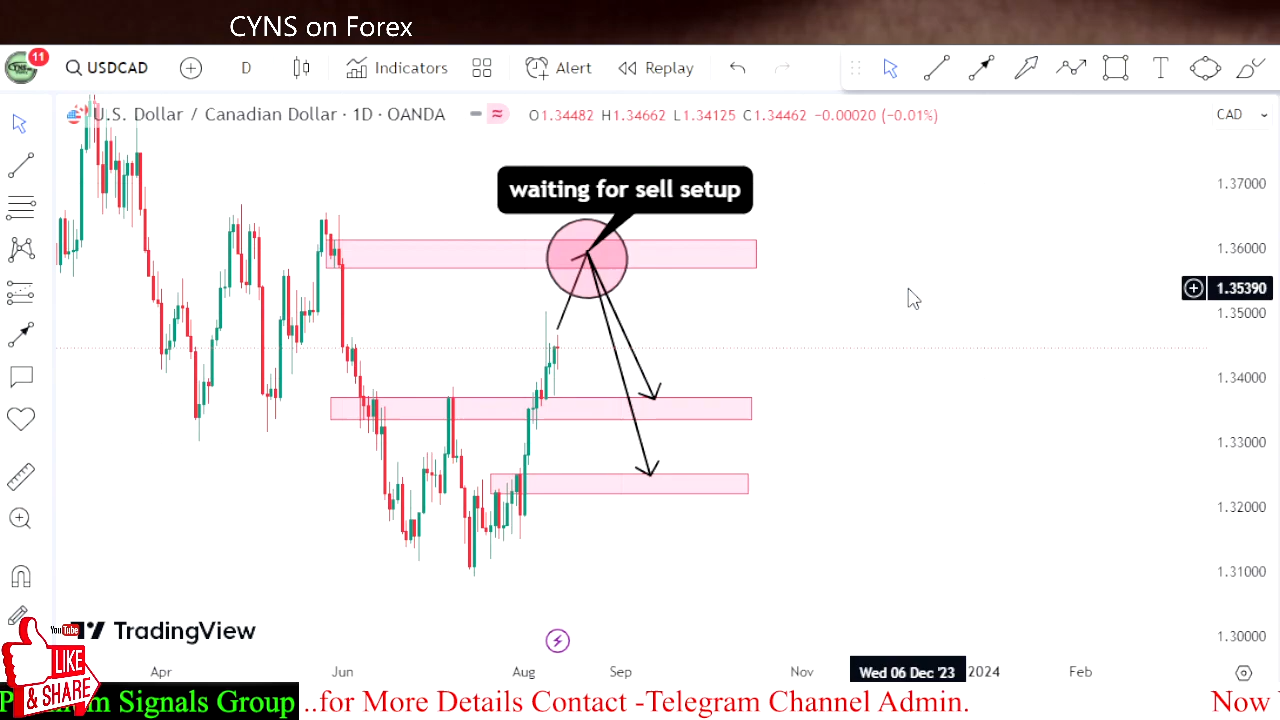 CYNS on Forex
11
USDCAD
D
Indicators
Alert
Replay
U.S. Dollar / Canadian Dollar · 1D · OANDA
O1.34482 H1.34662 L1.34125 C1.34462 −0.00020 (−0.01%)
CAD
waiting for sell setup
1.37000
1.36000
1.35390
1.35000
1.34000
1.33000
1.32000
1.31000
1.30000
TradingView
Apr
Jun
Aug
Sep
Nov
Wed 06 Dec '23
2024
Feb
YouTube
LIKE
& SHARE
Signals Group ..for More Details Contact -Telegram Channel Admin.
Now